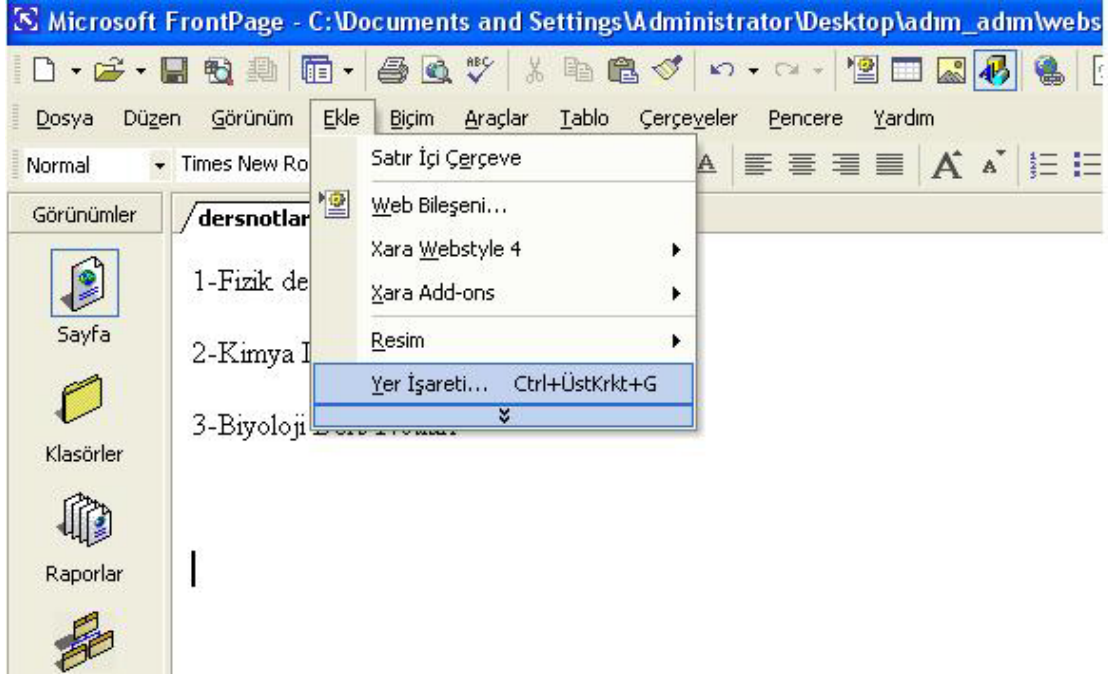 Microsoft FrontPage - C:\Documents and Settings\Administrator\Desktop\adım_adım\webs
ABC
Dosya Düzen Görünüm Ekle Biçim Araçlar Tablo Çerçeveler Pencere Yardım
Normal Times New Ro A A A
Görünümler
dersnotlar
Satır İçi Çerçeve
Web Bileşeni...
Xara Webstyle 4
Xara Add-ons
Resim
Yer İşareti... Ctrl+ÜstKrkt+G
Sayfa
Klasörler
Raporlar
1-Fizik de
2-Kimya
3-Biyoloji